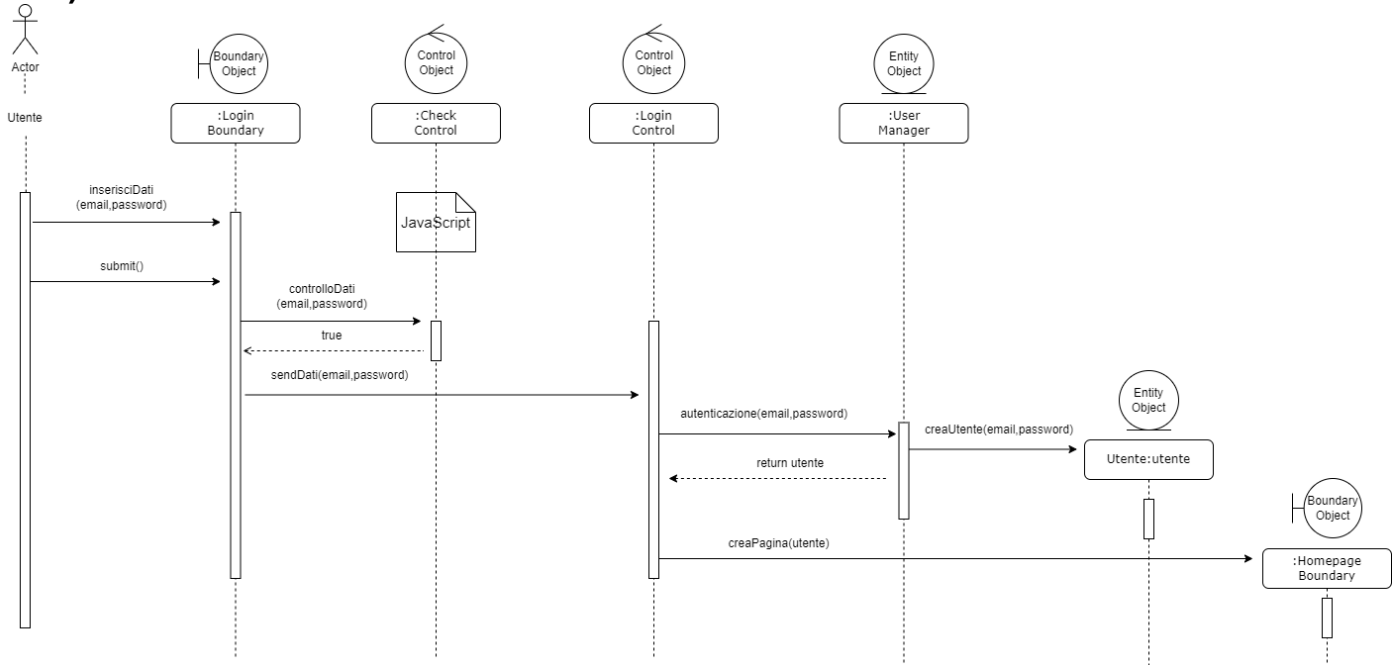 Actor
Utente
Boundary
Object
:Login
Boundary
Control
Object
:Check
Control
Control
Object
:Login
Control
Entity
Object
:User
Manager
JavaScript
inserisciDati
(email,password)
submit()
controlloDati
(email,password)
true
sendDati(email,password)
autenticazione(email,password)
creaUtente(email,password)
Entity
Object
Utente:utente
return utente
creaPagina(utente)
Boundary
Object
:Homepage
Boundary